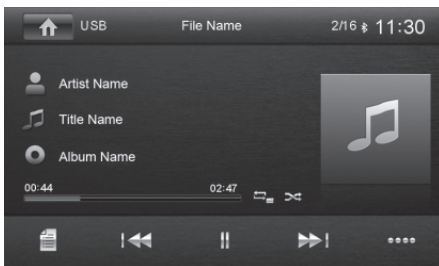 USB File Name 2/16 11:30
Artist Name
Title Name
Album Name
00:44 02:47